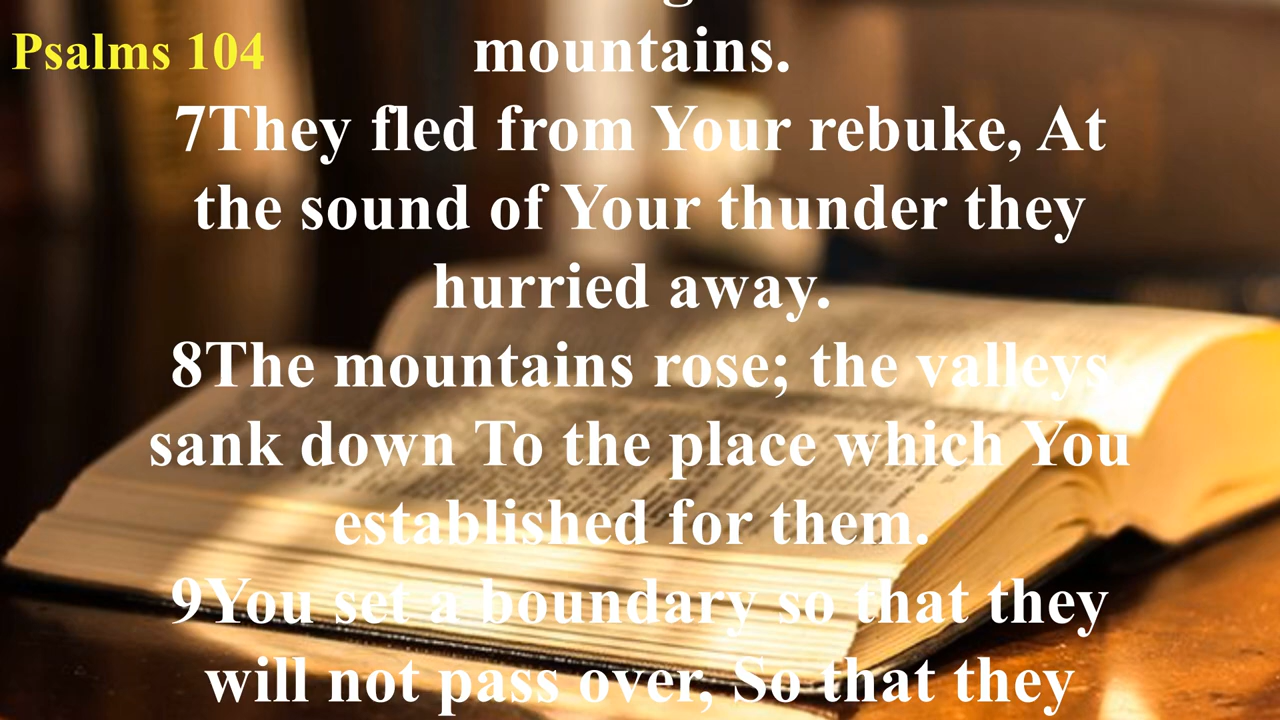 Psalms 104
mountains.
7They fled from Your rebuke, At
the sound of Your thunder they
hurried away.
8The mountains rose; the valleys
sank down To the place which You
established for them.
9You set a boundary so that they
will not pass over, So that they